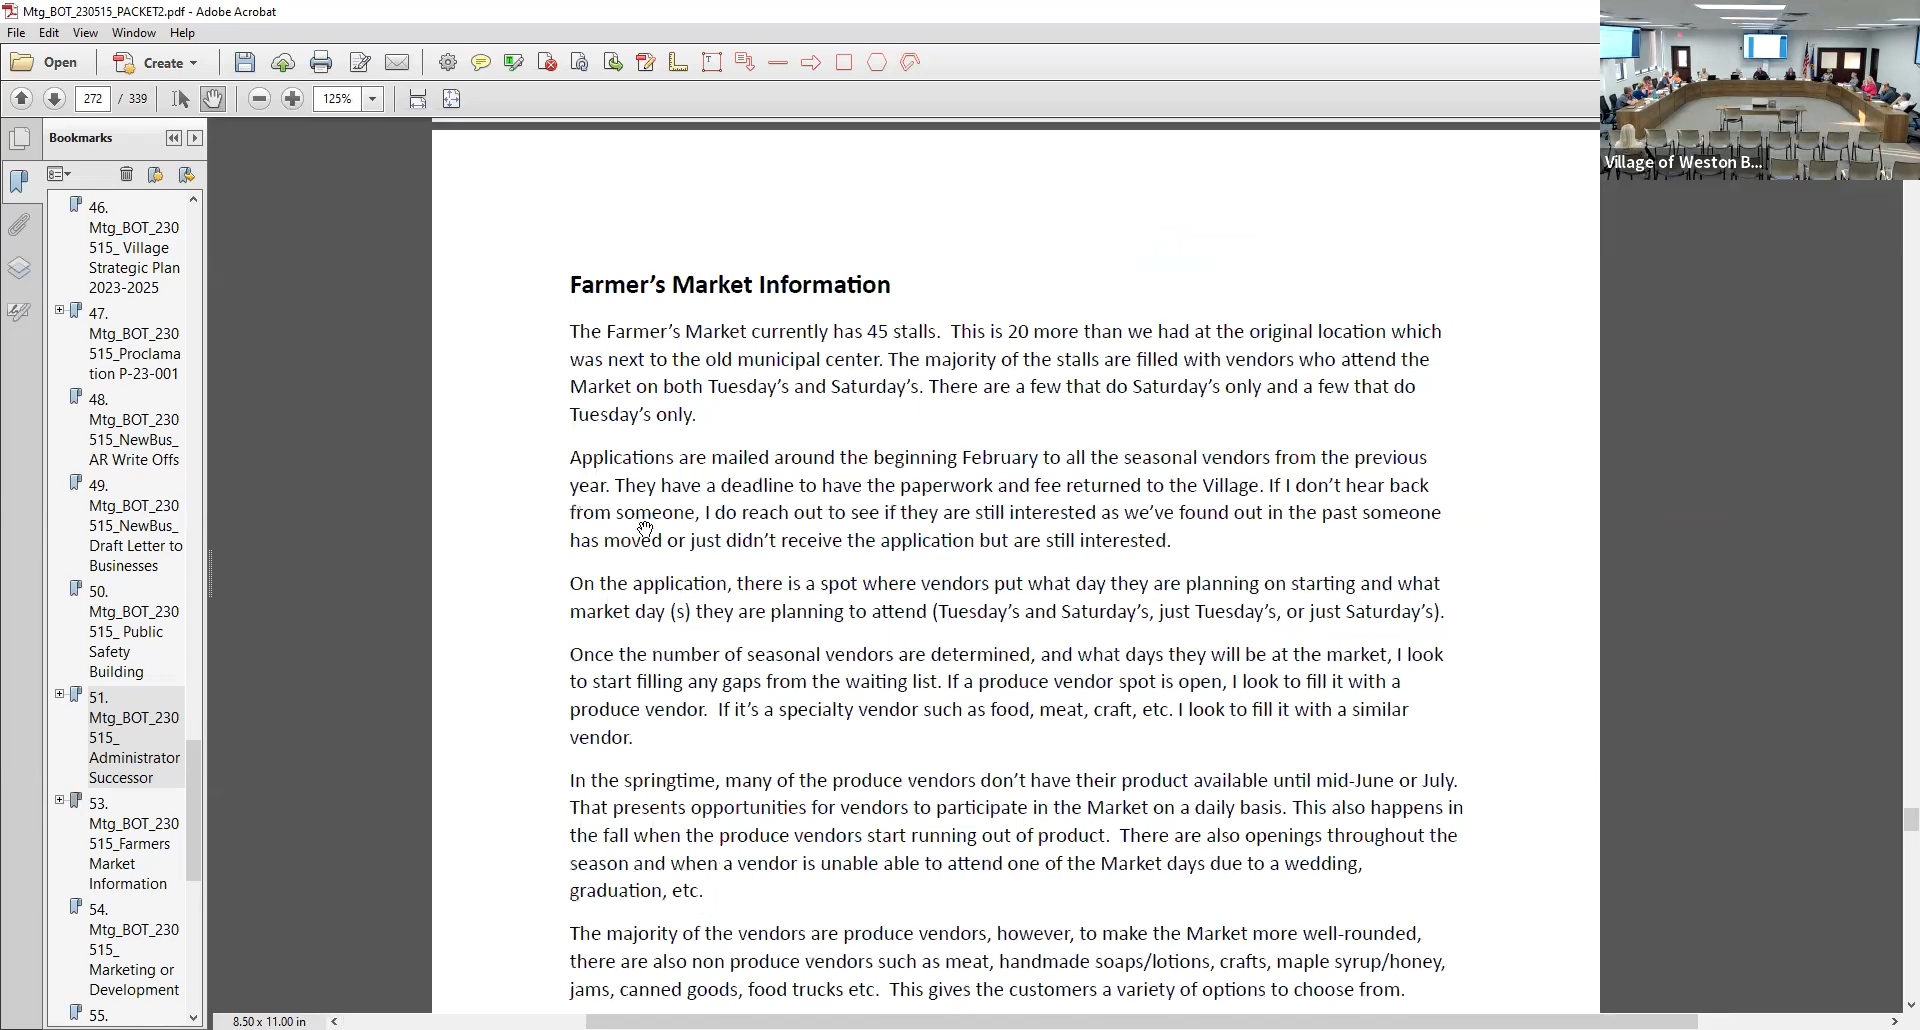 Mtg_BOT_230515_PACKET2.pdf - Adobe Acrobat
File Edit View Window Help
Open Create
272 / 339 125%
Bookmarks
46.
Mtg_BOT_230
515_ Village
Strategic Plan
2023-2025
47.
Mtg_BOT_230
515_Proclama
tion P-23-001
48.
Mtg_BOT_230
515_NewBus_
AR Write Offs
49.
Mtg_BOT_230
515_NewBus_
Draft Letter to
Businesses
50.
Mtg_BOT_230
515_ Public
Safety
Building
51.
Mtg_BOT_230
515_
Administrator
Successor
53.
Mtg_BOT_230
515_Farmers
Market
Information
54.
Mtg_BOT_230
515_
Marketing or
Development
55.
Farmer’s Market Information
The Farmer’s Market currently has 45 stalls.  This is 20 more than we had at the original location which
was next to the old municipal center. The majority of the stalls are filled with vendors who attend the
Market on both Tuesday’s and Saturday’s. There are a few that do Saturday’s only and a few that do
Tuesday’s only.
Applications are mailed around the beginning February to all the seasonal vendors from the previous
year. They have a deadline to have the paperwork and fee returned to the Village. If I don’t hear back
from someone, I do reach out to see if they are still interested as we’ve found out in the past someone
has moved or just didn’t receive the application but are still interested.
On the application, there is a spot where vendors put what day they are planning on starting and what
market day (s) they are planning to attend (Tuesday’s and Saturday’s, just Tuesday’s, or just Saturday’s).
Once the number of seasonal vendors are determined, and what days they will be at the market, I look
to start filling any gaps from the waiting list. If a produce vendor spot is open, I look to fill it with a
produce vendor.  If it’s a specialty vendor such as food, meat, craft, etc. I look to fill it with a similar
vendor.
In the springtime, many of the produce vendors don’t have their product available until mid-June or July.
That presents opportunities for vendors to participate in the Market on a daily basis. This also happens in
the fall when the produce vendors start running out of product.  There are also openings throughout the
season and when a vendor is unable able to attend one of the Market days due to a wedding,
graduation, etc.
The majority of the vendors are produce vendors, however, to make the Market more well-rounded,
there are also non produce vendors such as meat, handmade soaps/lotions, crafts, maple syrup/honey,
jams, canned goods, food trucks etc.  This gives the customers a variety of options to choose from.
8.50 x 11.00 in
Village of Weston B...